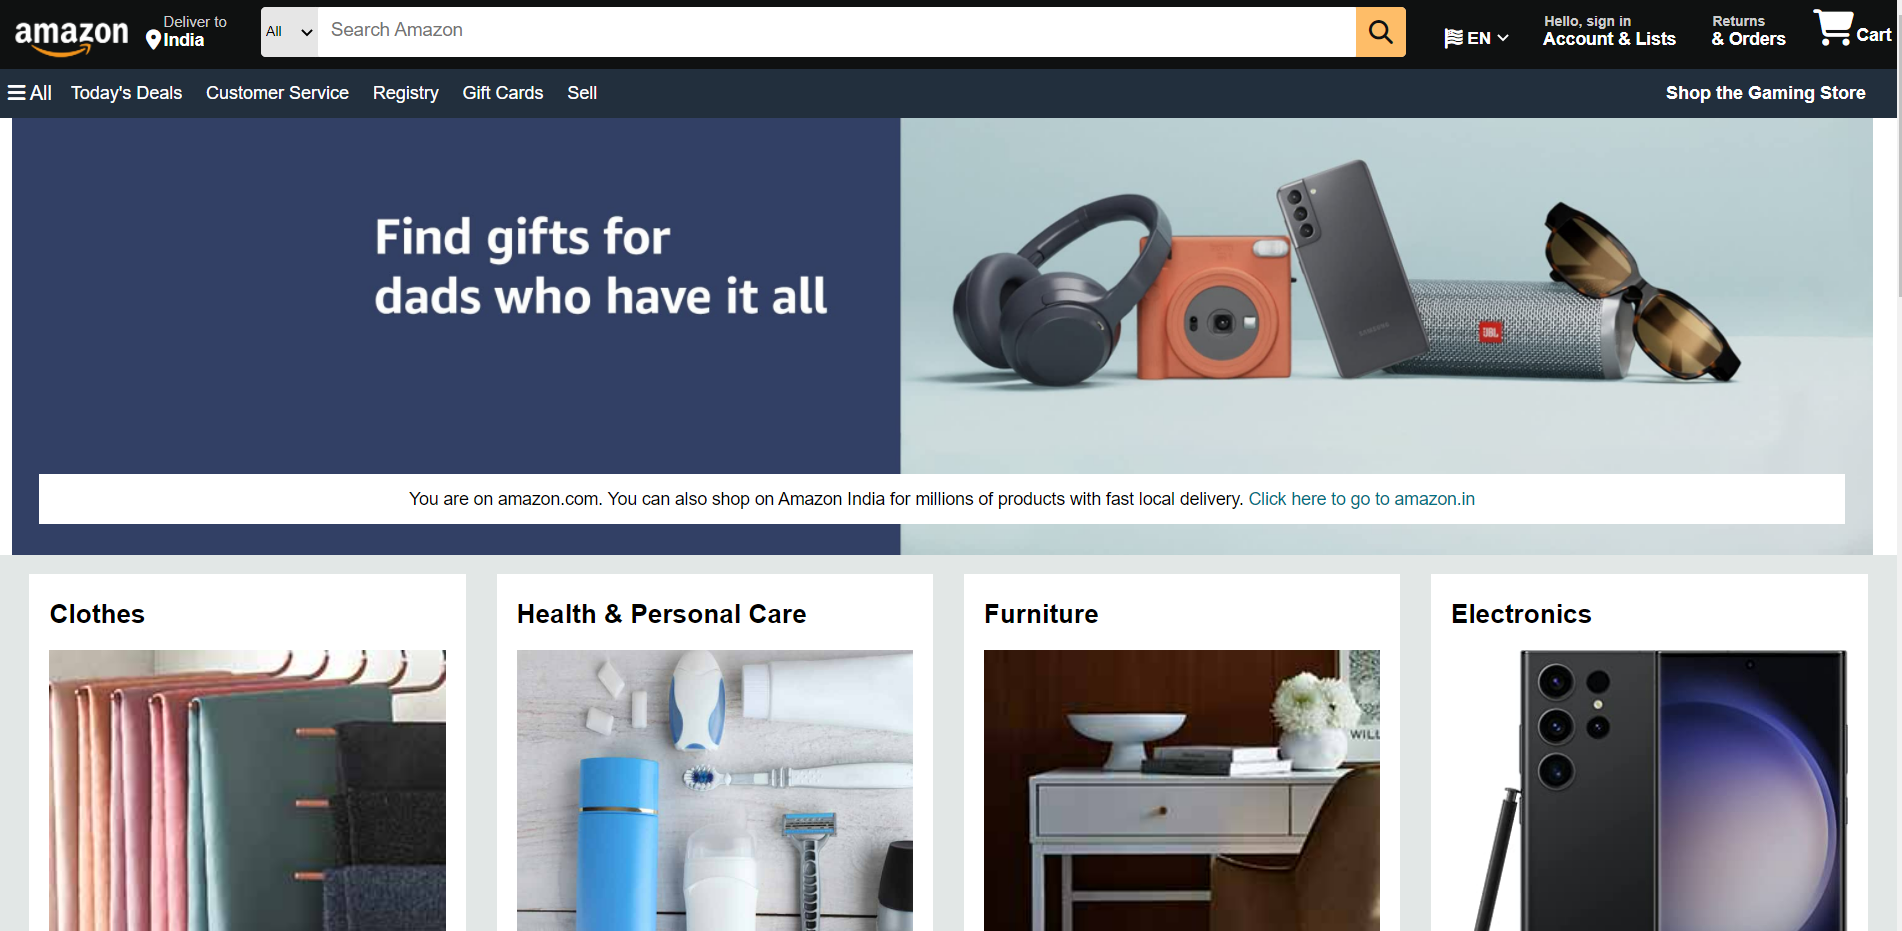 amazon
Deliver to
India
All
Search Amazon
EN
Hello, sign in
Account & Lists
Returns
& Orders
Cart
All
Today's Deals
Customer Service
Registry
Gift Cards
Sell
Shop the Gaming Store
Find gifts for
dads who have it all
SAMSUNG
JBL
You are on amazon.com. You can also shop on Amazon India for millions of products with fast local delivery. Click here to go to amazon.in
Clothes
Health & Personal Care
Furniture
Electronics
WILL